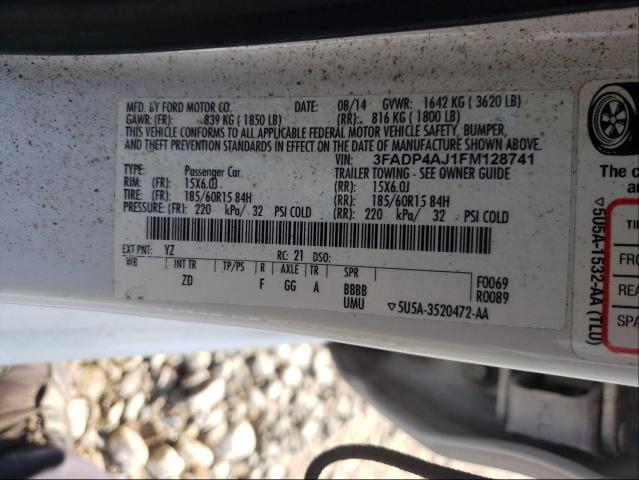 MFD. BY FORD MOTOR CO. DATE: 08/14 GVWR: 1642 KG ( 3620 LB)
GAWR: (FR): 839 KG ( 1850 LB) (RR): 816 KG ( 1800 LB)
THIS VEHICLE CONFORMS TO ALL APPLICABLE FEDERAL MOTOR VEHICLE SAFETY, BUMPER,
AND THEFT PREVENTION STANDARDS IN EFFECT ON THE DATE OF MANUFACTURE SHOWN ABOVE.
VIN: 3FADP4AJ1FM128741
TYPE: Passenger Car TRAILER TOWING - SEE OWNER GUIDE
RIM: (FR): 15X6.0J (RR): 15X6.0J
TIRE: (FR): 185/60R15 84H (RR): 185/60R15 84H
PRESSURE: (FR): 220 kPa/ 32 PSI COLD (RR): 220 kPa/ 32 PSI COLD
EXT PNT: YZ RC: 21 DSO:
WB INT TR TP/PS R AXLE TR SPR
ZD F GG A BBBB F0069
UMU R0089
▽5U5A-3520472-AA
▽5U5A-1532-AA (TL0)
TI
FRO
REA
SPA